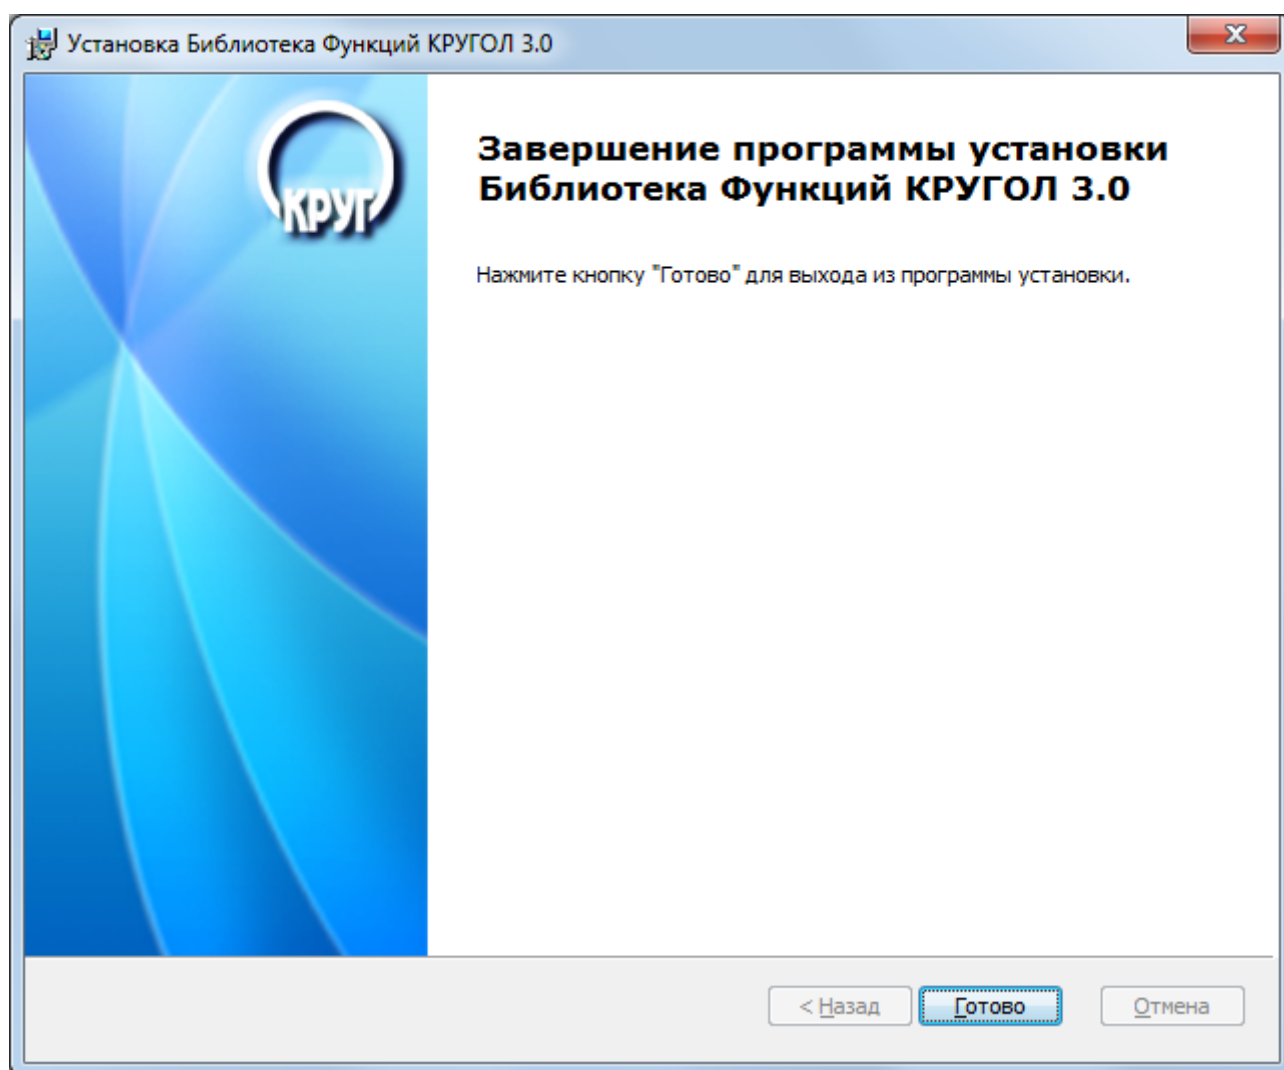 Установка Библиотека Функций КРУГОЛ 3.0
КРУГ
Завершение программы установки
Библиотека Функций КРУГОЛ 3.0
Нажмите кнопку "Готово" для выхода из программы установки.
< Назад
Готово
Отмена